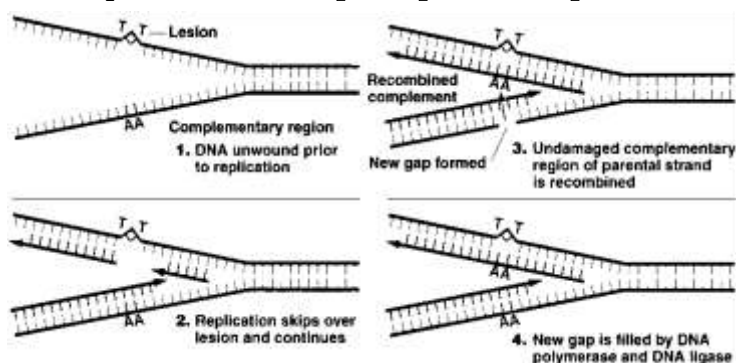 T T Lesion
AA
Complementary region
1. DNA unwound prior
to replication
T T
AA
2. Replication skips over
lesion and continues
T T
Recombined
complement
AA
New gap formed
3. Undamaged complementary
region of parental strand
is recombined
T T
AA
AA
4. New gap is filled by DNA
polymerase and DNA ligase